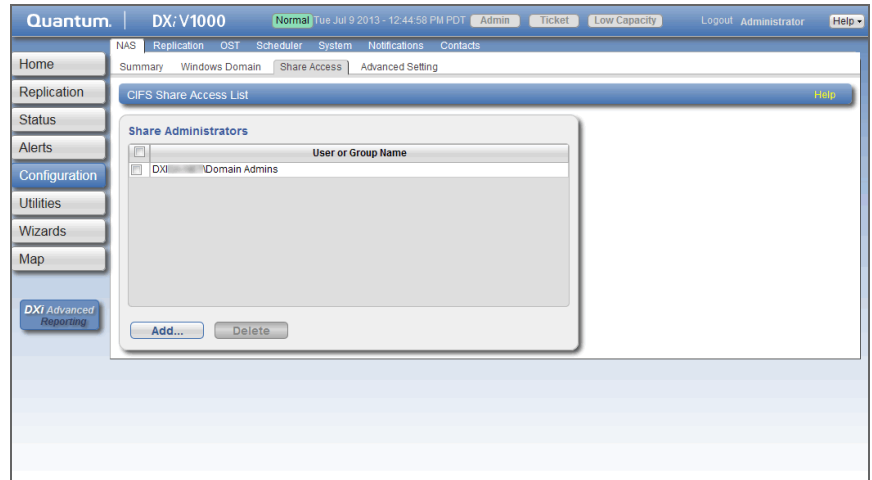 Quantum. DXi V1000 Normal Tue Jul 9 2013 - 12:44:58 PM PDT Admin Ticket Low Capacity Logout Administrator Help
NAS Replication OST Scheduler System Notifications Contacts
Summary Windows Domain Share Access Advanced Setting
Home
Replication
Status
Alerts
Configuration
Utilities
Wizards
Map
DXi Advanced
Reporting
CIFS Share Access List Help
Share Administrators
User or Group Name
DXI \Domain Admins
Add... Delete